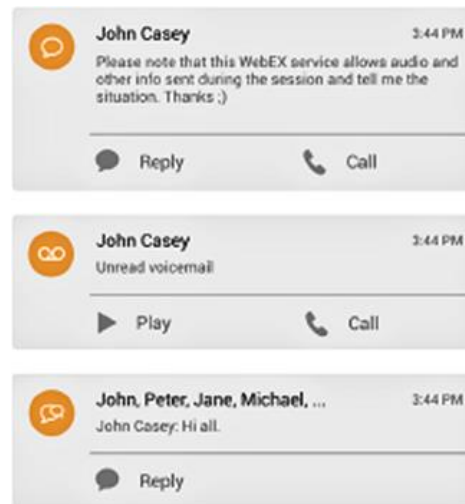 John Casey 3:44 PM
Please note that this WebEX service allows audio and
other info sent during the session and tell me the
situation. Thanks ;)
Reply Call
John Casey 3:44 PM
Unread voicemail
Play Call
John, Peter, Jane, Michael, ... 3:44 PM
John Casey: Hi all.
Reply